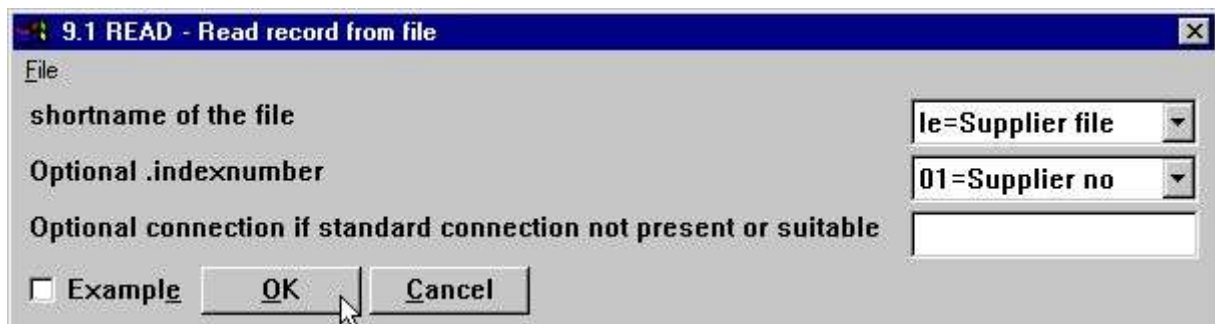 9.1 READ - Read record from file
File
shortname of the file le=Supplier file
Optional .indexnumber 01=Supplier no
Optional connection if standard connection not present or suitable
Example OK Cancel